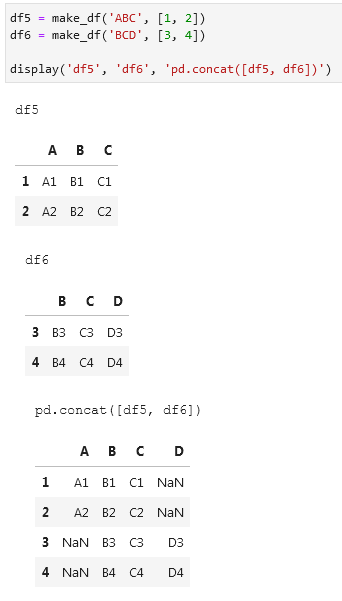 df5 = make_df('ABC', [1, 2])
df6 = make_df('BCD', [3, 4])
display('df5', 'df6', 'pd.concat([df5, df6])')
df5
A B C
1 A1 B1 C1
2 A2 B2 C2
df6
B C D
3 B3 C3 D3
4 B4 C4 D4
pd.concat([df5, df6])
A B C D
1 A1 B1 C1 NaN
2 A2 B2 C2 NaN
3 NaN B3 C3 D3
4 NaN B4 C4 D4